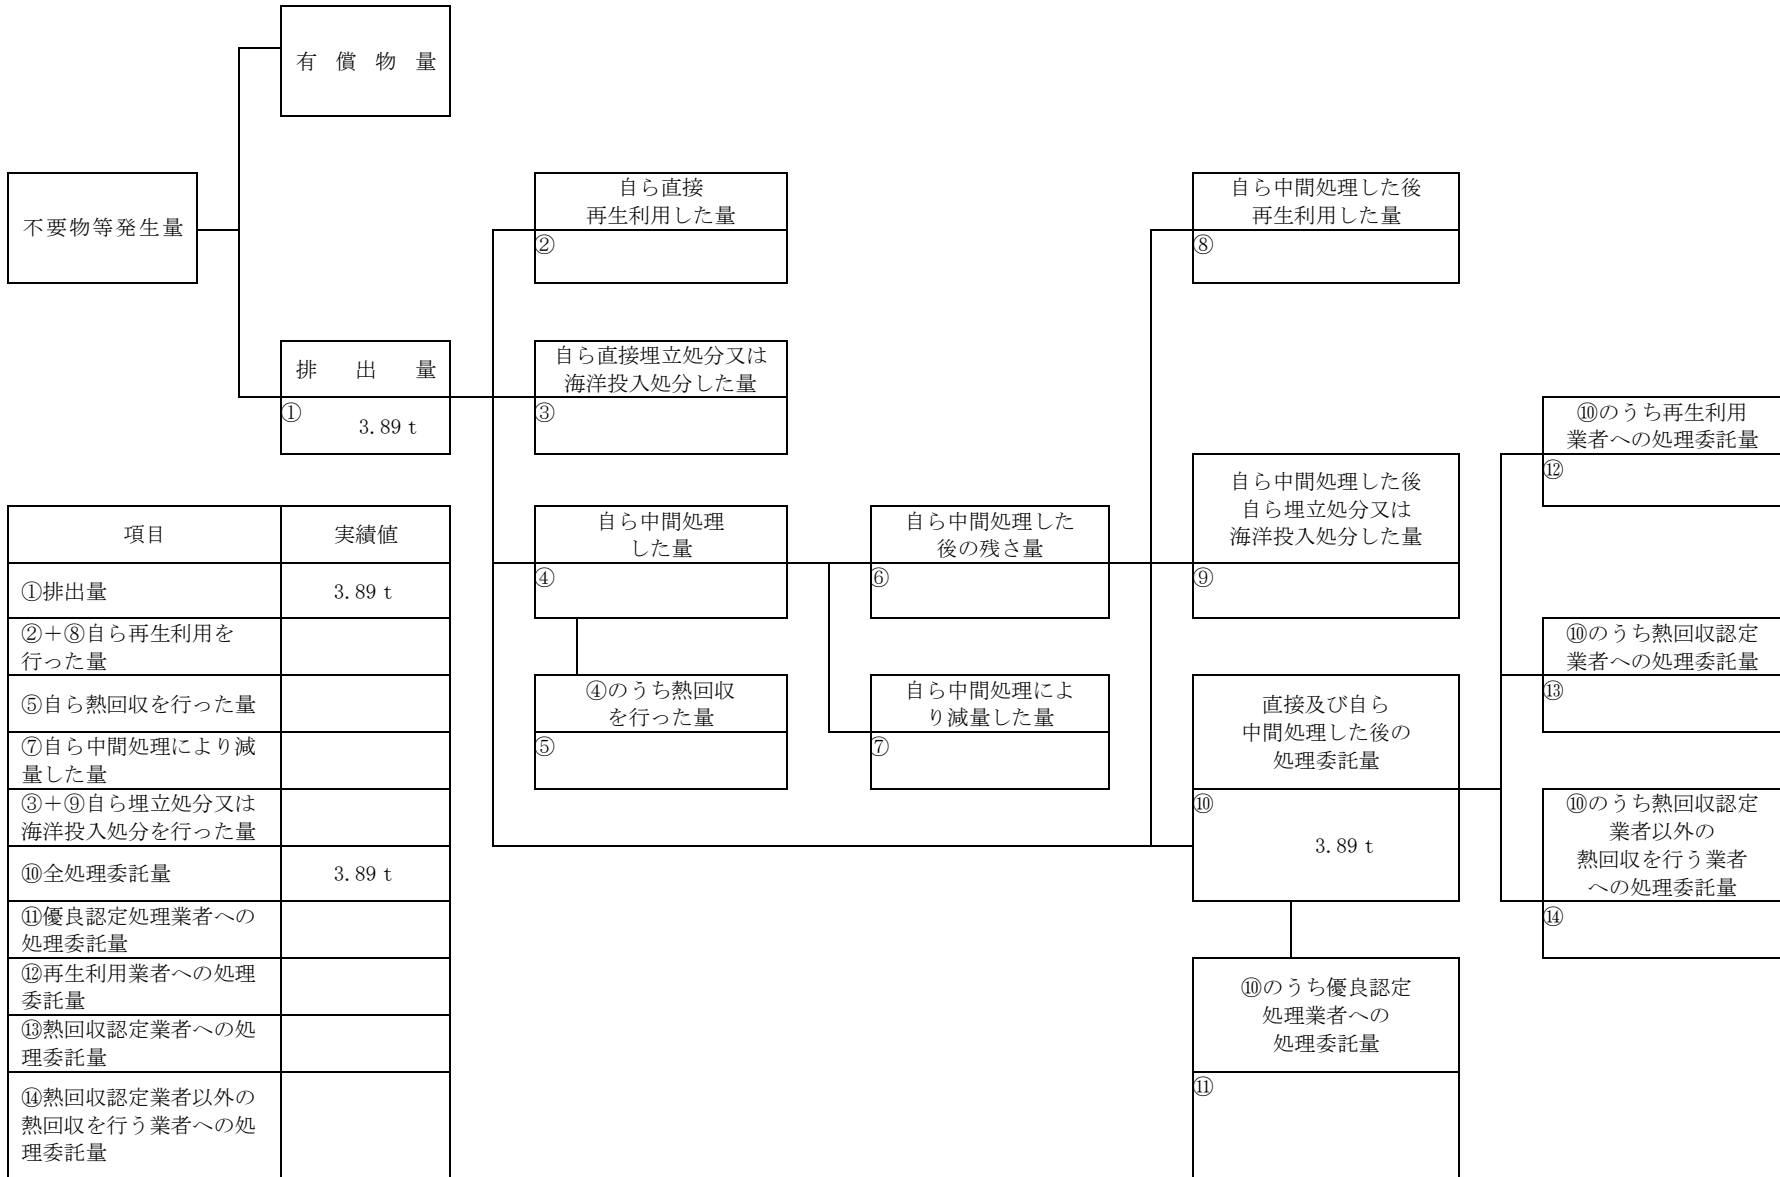 有償物量
不要物等発生量
自ら直接
再生利用した量
②
自ら中間処理した後
再生利用した量
⑧
排出量
①
3.89 t
自ら直接埋立処分又は
海洋投入処分した量
③
⑩のうち再生利用
業者への処理委託量
⑫
自ら中間処理
した量
④
自ら中間処理した
後の残さ量
⑥
自ら中間処理した後
自ら埋立処分又は
海洋投入処分した量
⑨
⑩のうち熱回収認定
業者への処理委託量
⑬
④のうち熱回収
を行った量
⑤
自ら中間処理によ
り減量した量
⑦
直接及び自ら
中間処理した後の
処理委託量
⑩
3.89 t
⑩のうち熱回収認定
業者以外の
熱回収を行う業者
への処理委託量
⑭
⑩のうち優良認定
処理業者への
処理委託量
⑪
項目 実績値
①排出量 3.89 t
②+⑧自ら再生利用を
行った量
⑤自ら熱回収を行った量
⑦自ら中間処理により減
量した量
③+⑨自ら埋立処分又は
海洋投入処分を行った量
⑩全処理委託量 3.89 t
⑪優良認定処理業者への
処理委託量
⑫再生利用業者への処理
委託量
⑬熱回収認定業者への処
理委託量
⑭熱回収認定業者以外の
熱回収を行う業者への処
理委託量